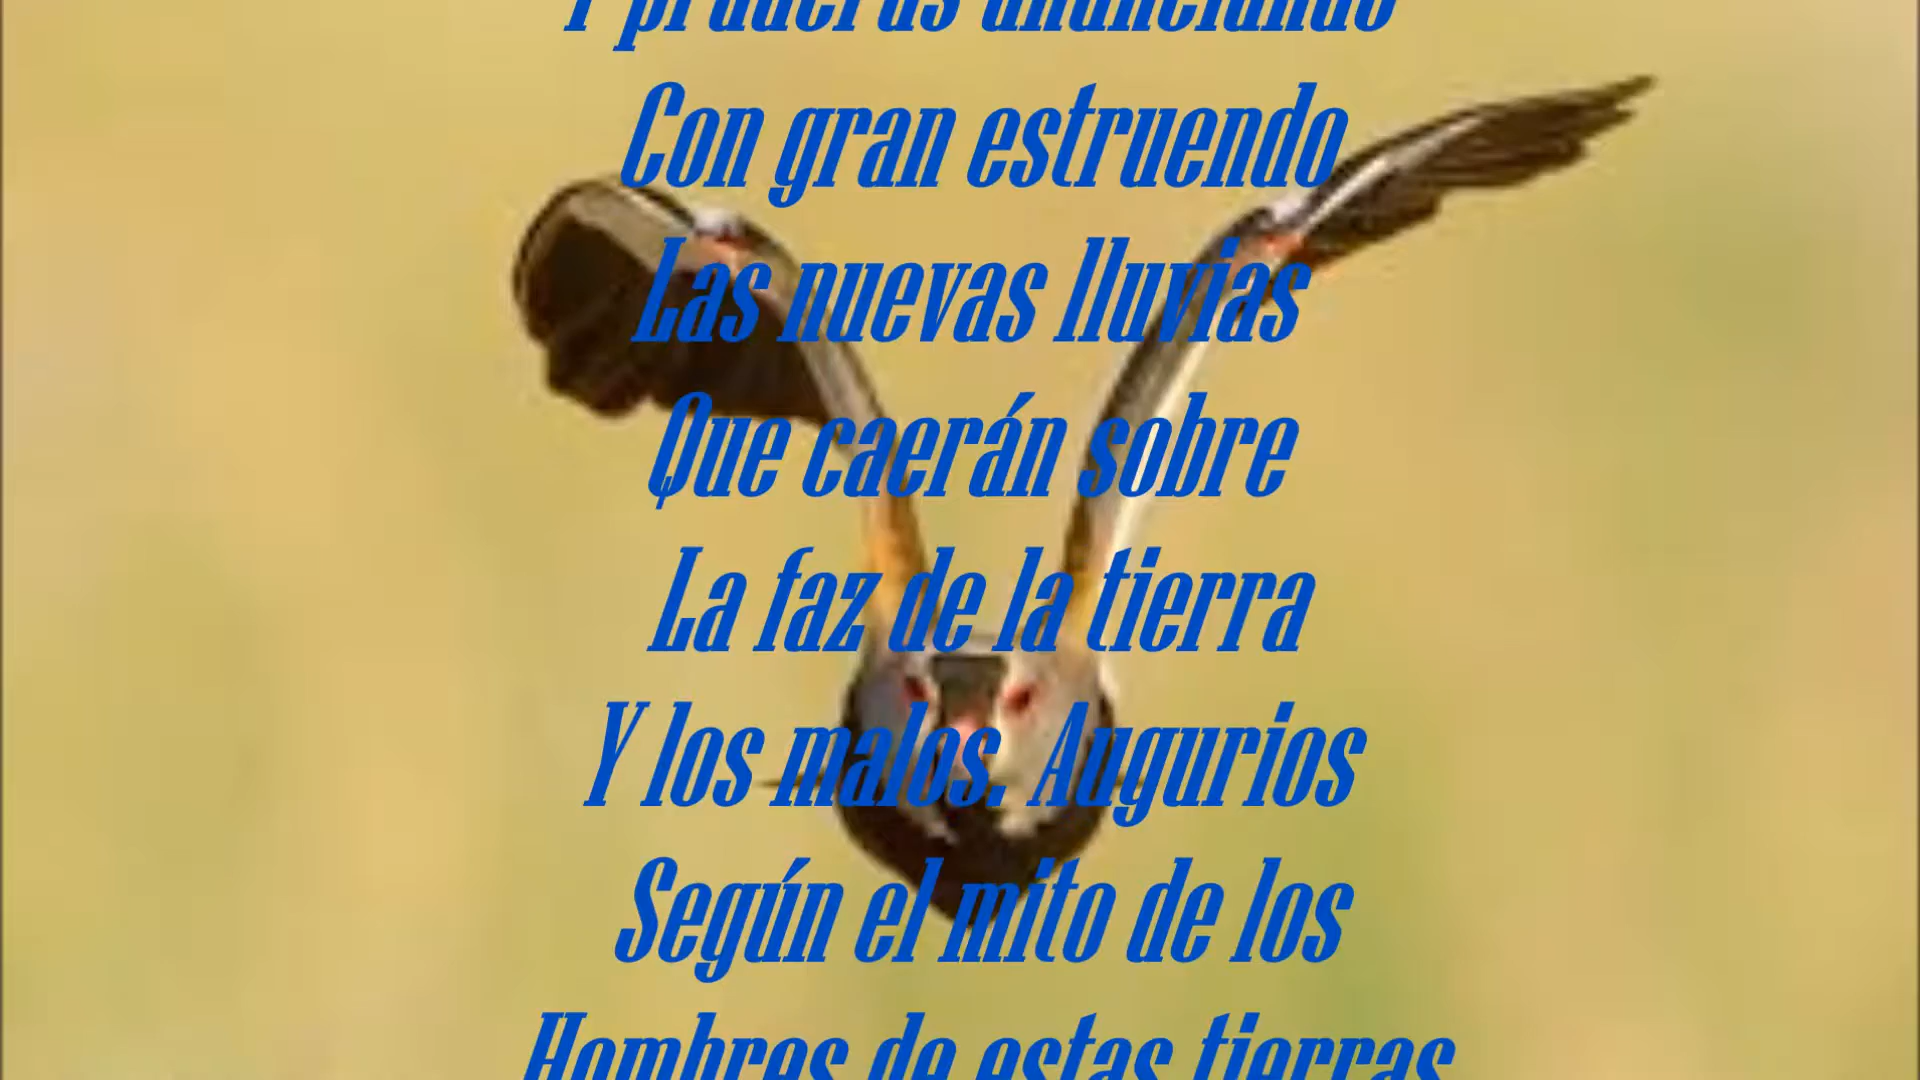 Y praderas anunciando
Con gran estruendo
Las nuevas lluvias
Que caerán sobre
La faz de la tierra
Y los malos. Augurios
Según el mito de los
Hombres de estas tierras